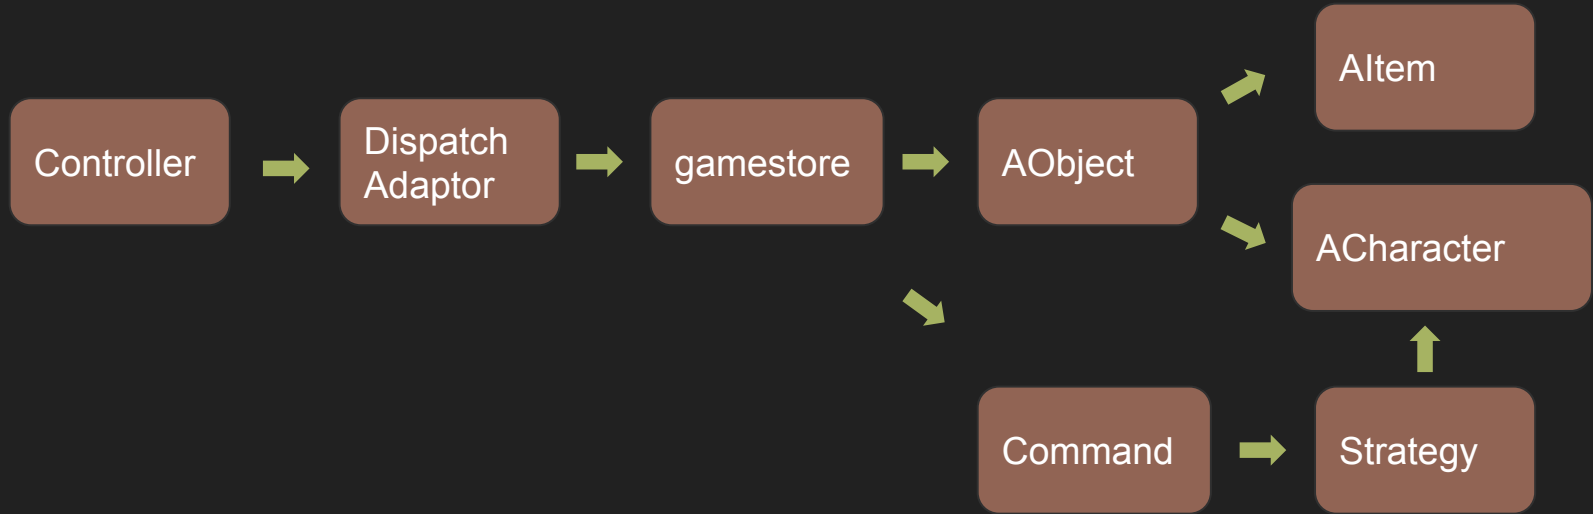 AItem
Controller
Dispatch
Adaptor
gamestore
AObject
ACharacter
Command
Strategy